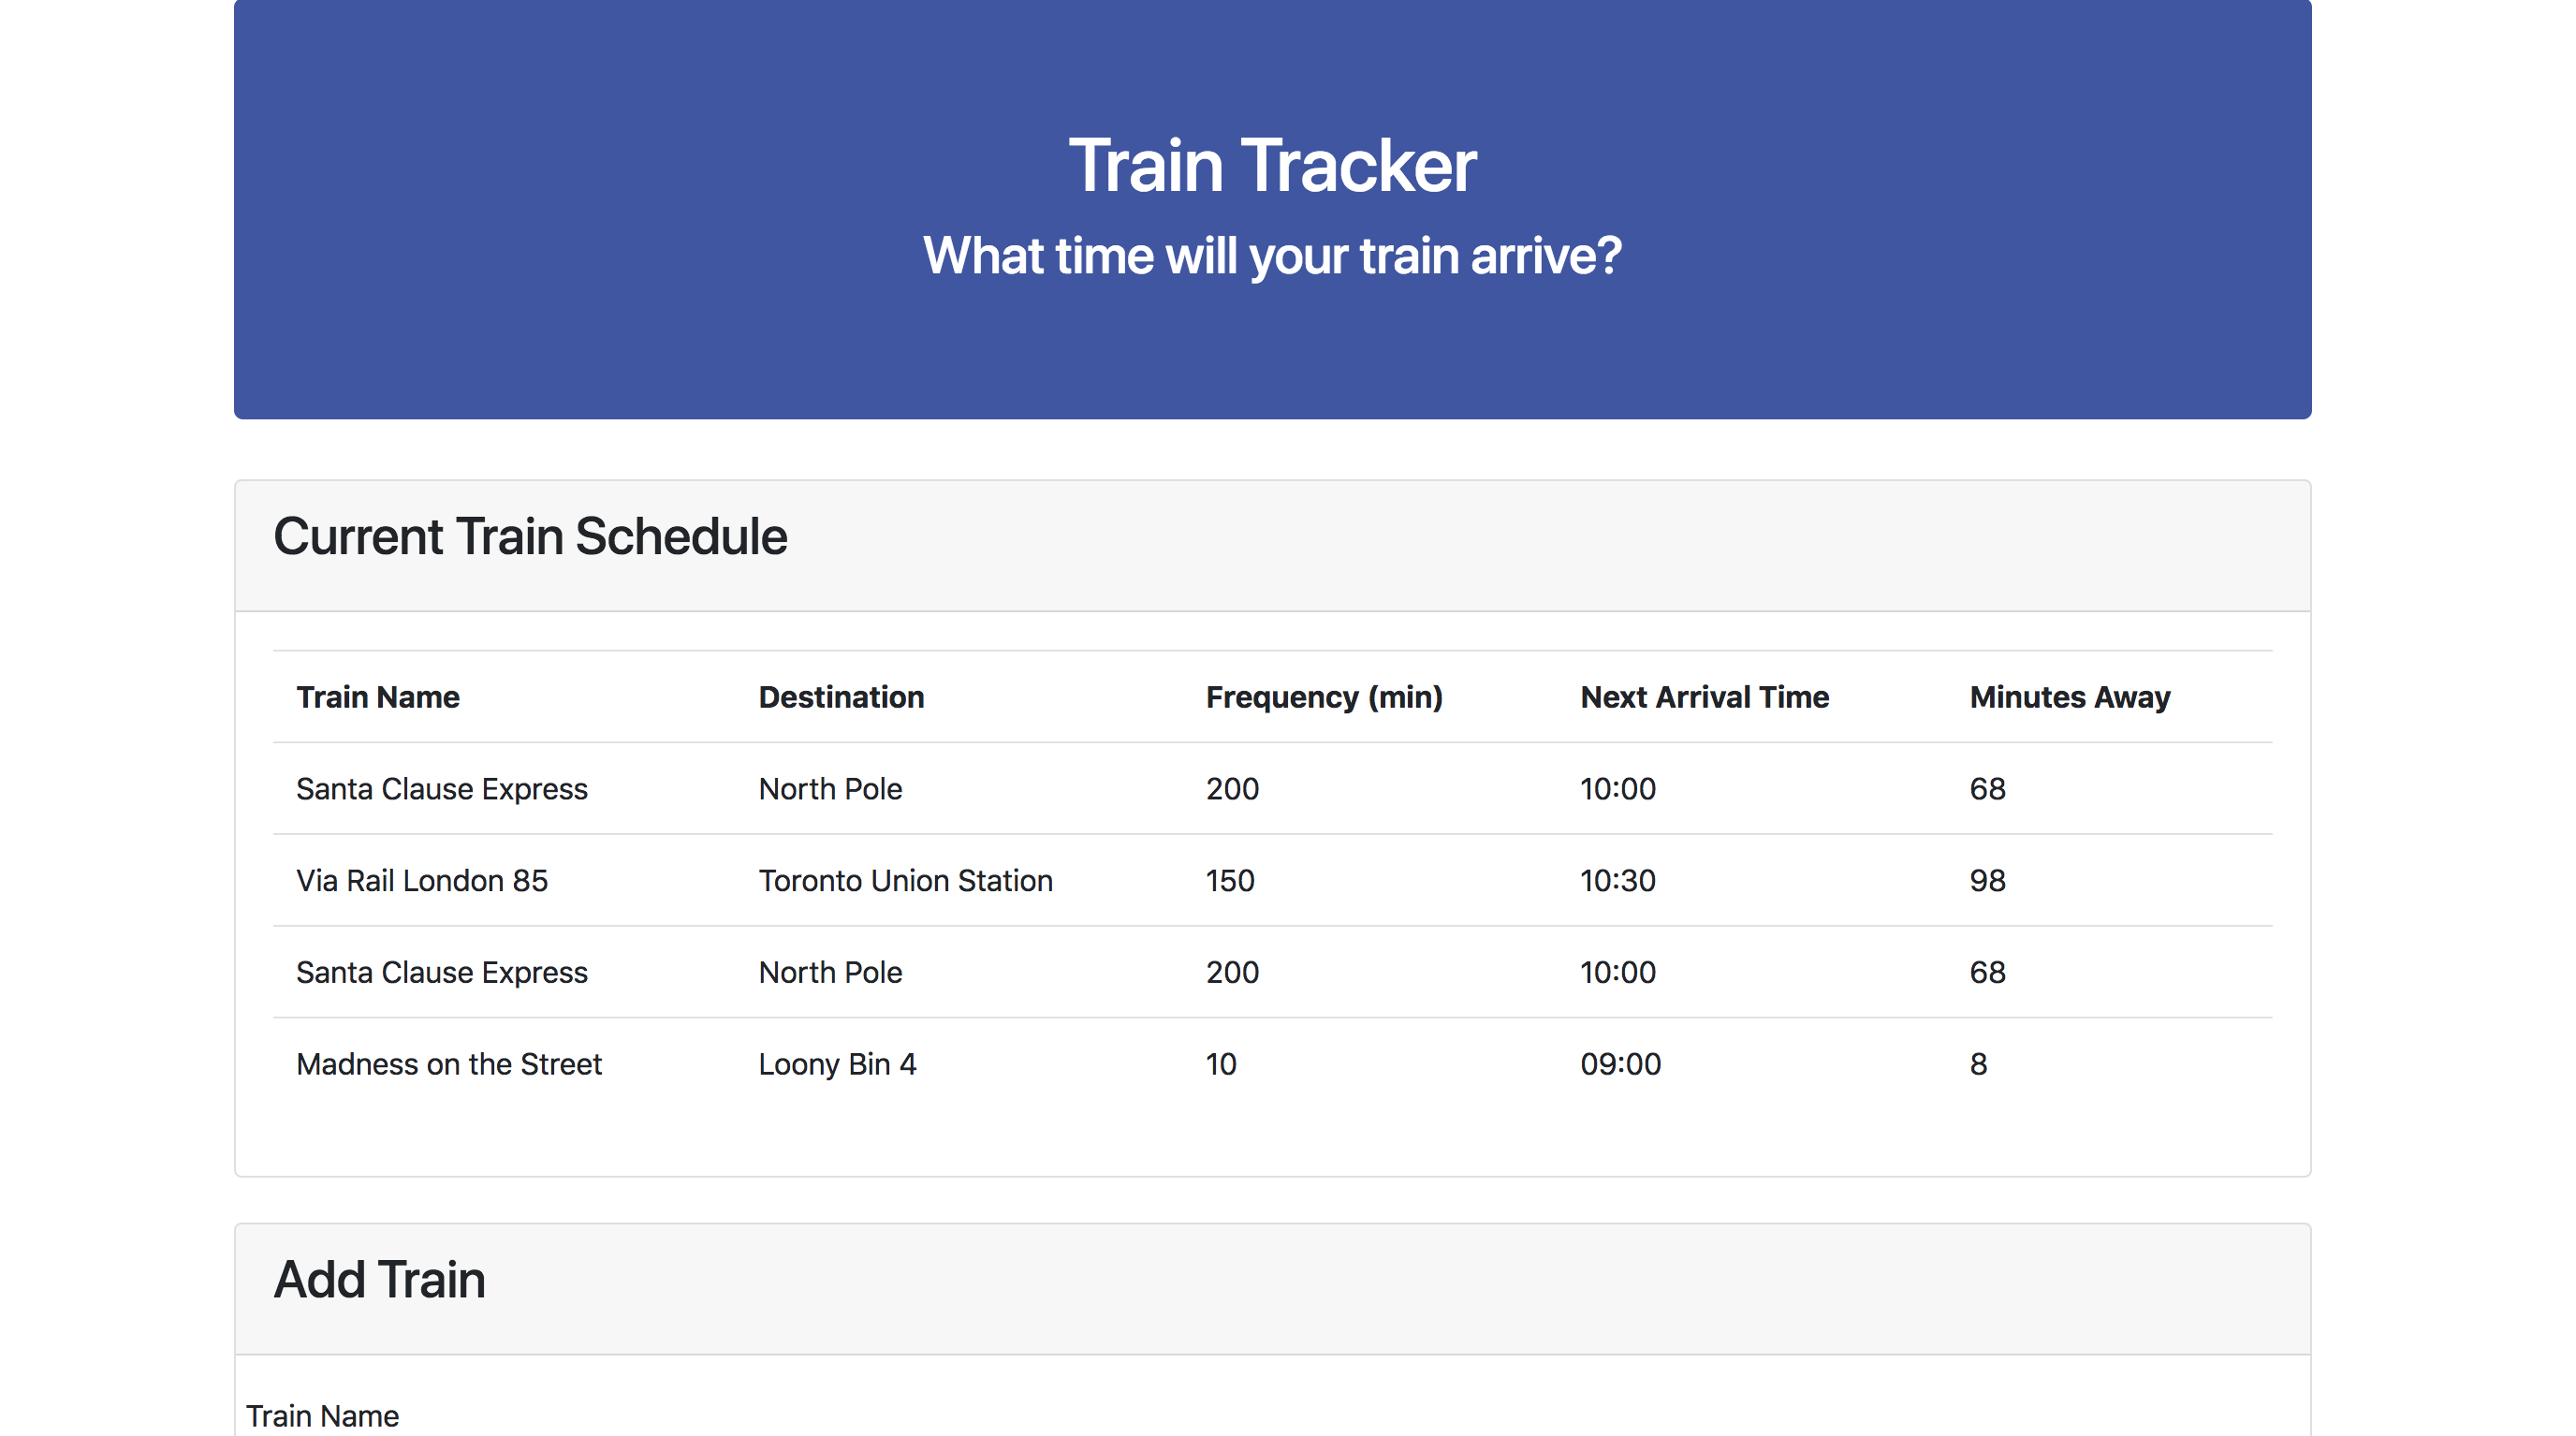 Train Tracker
What time will your train arrive?
Current Train Schedule
Train Name Destination Frequency (min) Next Arrival Time Minutes Away
Santa Clause Express North Pole 200 10:00 68
Via Rail London 85 Toronto Union Station 150 10:30 98
Santa Clause Express North Pole 200 10:00 68
Madness on the Street Loony Bin 4 10 09:00 8
Add Train
Train Name